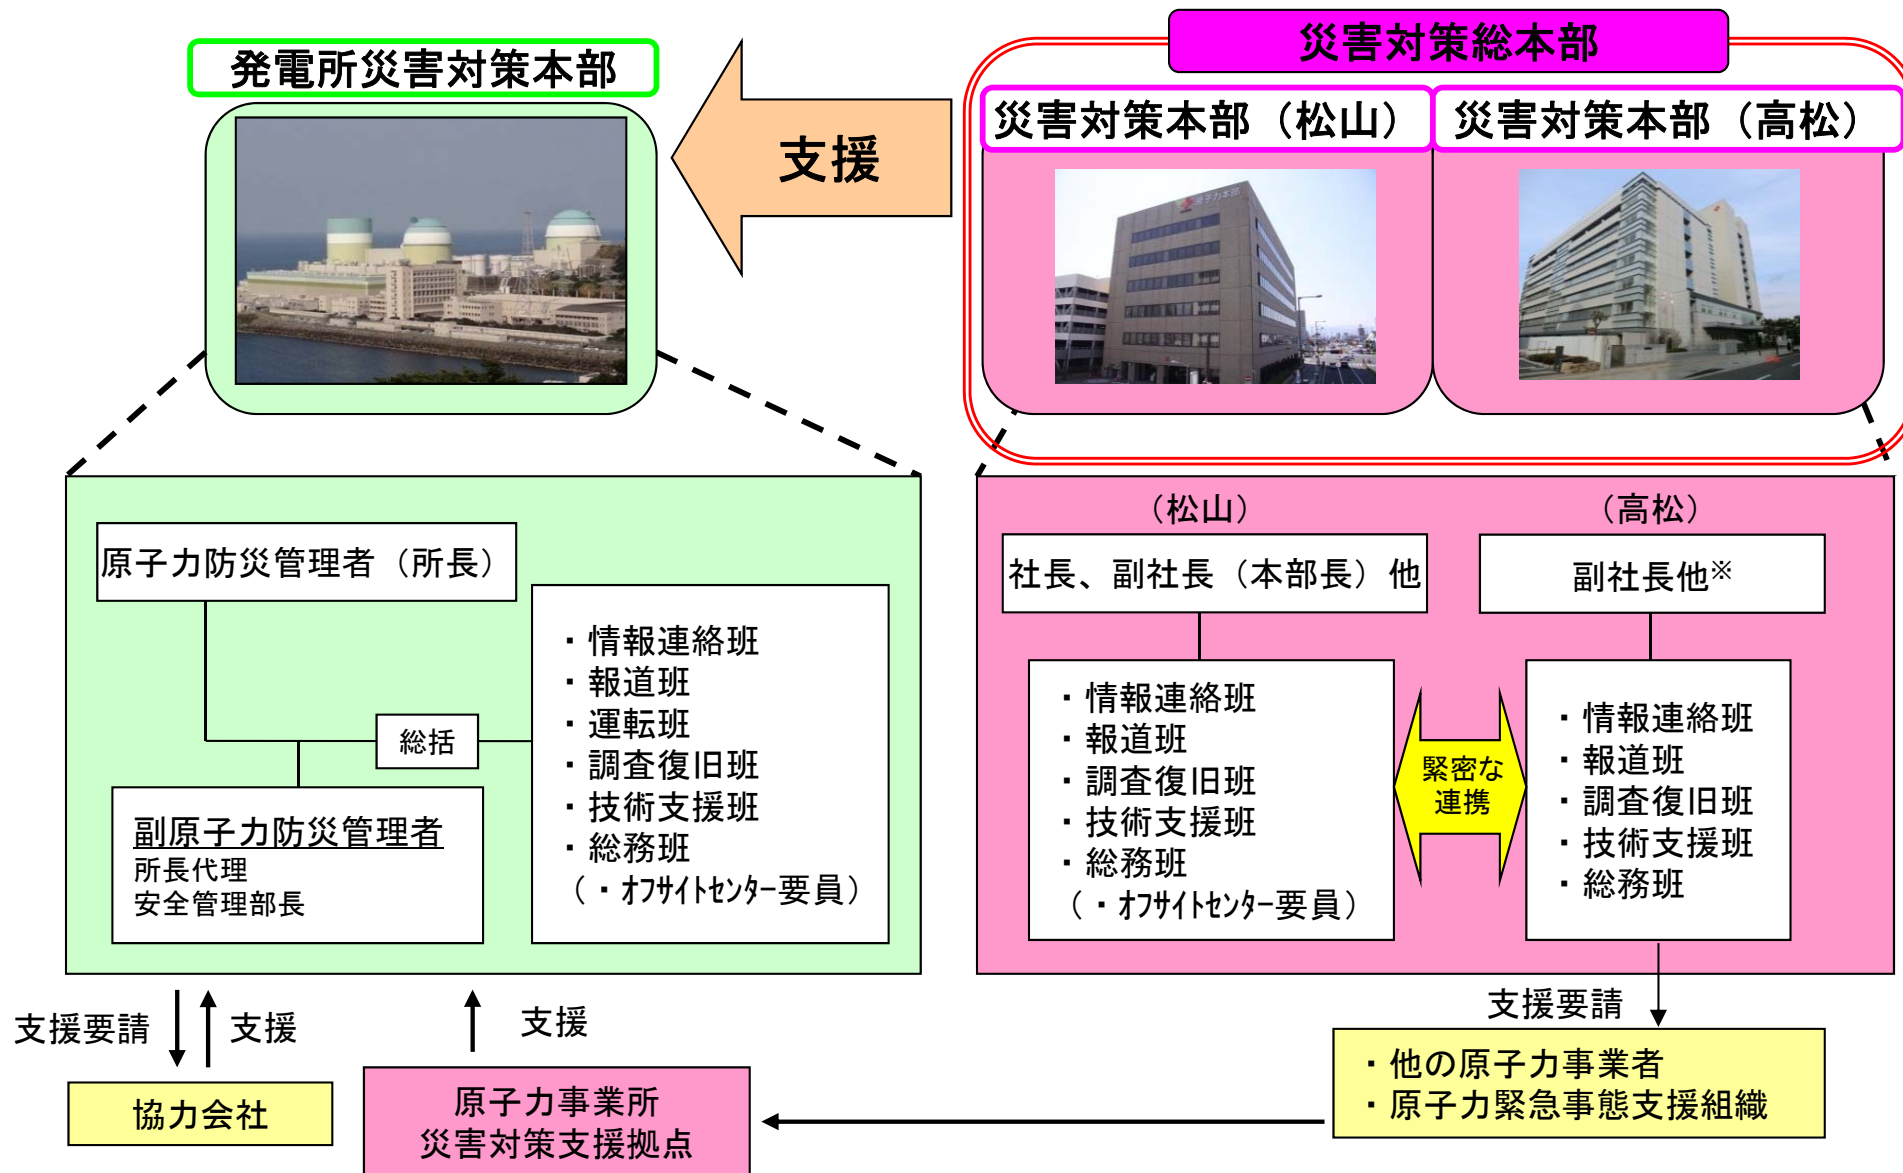 災害対策総本部
発電所災害対策本部
災害対策本部（松山）
災害対策本部（高松）
支援
原子力本部
（松山）
（高松）
原子力防災管理者（所長）
社長、副社長（本部長）他
副社長他※
・情報連絡班
・報道班
・運転班
・調査復旧班
・技術支援班
・総務班
（・オフサイトセンター要員）
総括
副原子力防災管理者
所長代理
安全管理部長
・情報連絡班
・報道班
・調査復旧班
・技術支援班
・総務班
（・オフサイトセンター要員）
緊密な
連携
・情報連絡班
・報道班
・調査復旧班
・技術支援班
・総務班
支援要請
支援
支援
支援要請
協力会社
原子力事業所
災害対策支援拠点
・他の原子力事業者
・原子力緊急事態支援組織